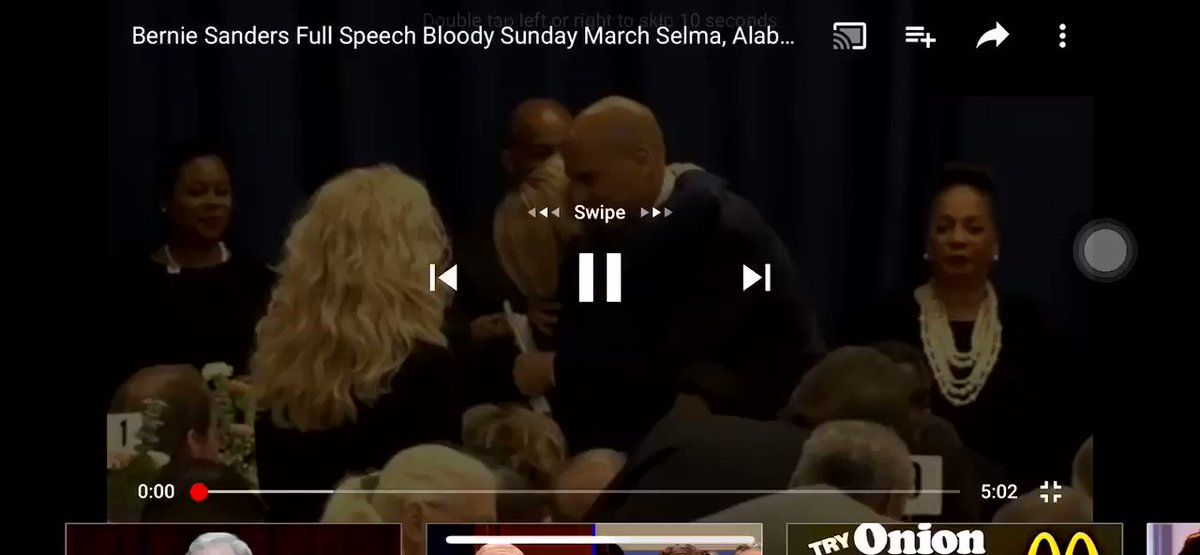 Double tap left or right to skip 10 seconds
Bernie Sanders Full Speech Bloody Sunday March Selma, Alab...
Swipe
1
0:00
5:02
TRY Onion